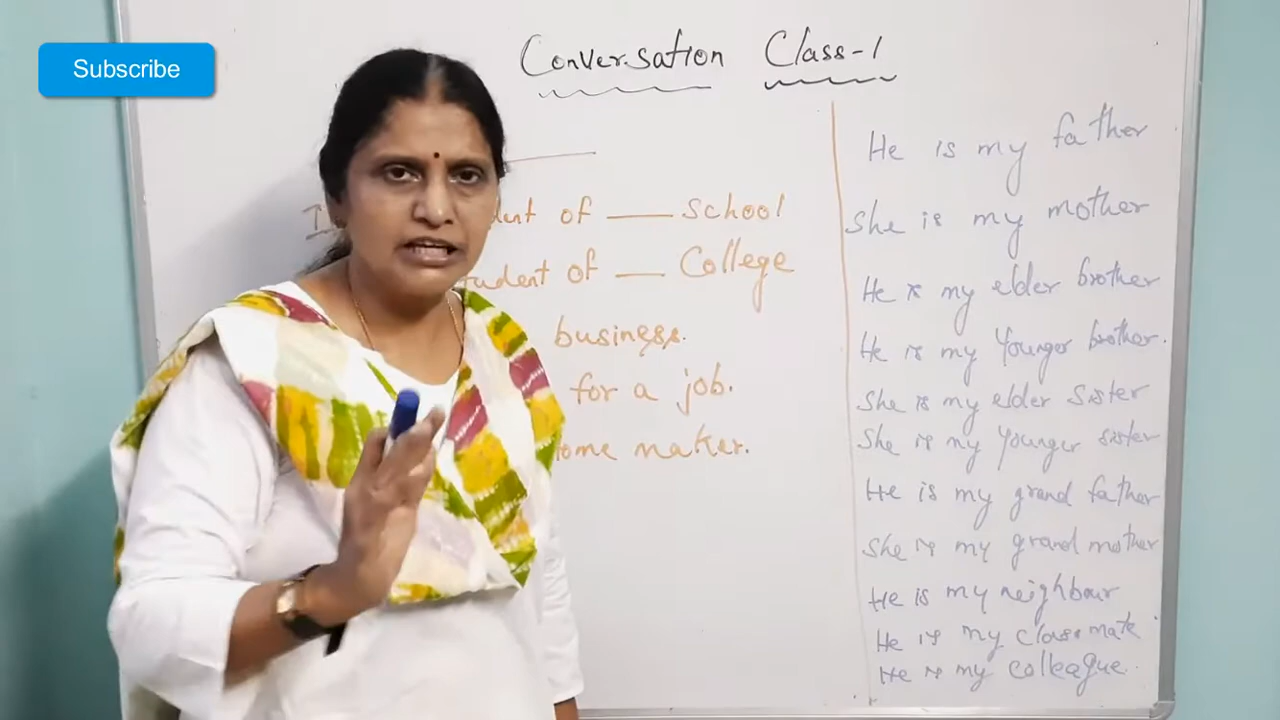 Subscribe
Conversation Class-1
of ____ school
of __ College
business.
for a job.
maker.
He is my father
She is my mother
He is my elder brother
He is my Younger brother.
She is my elder Sister
She is my Younger sister
He is my grand father
She is my grand mother
He is my neighbour
He is my classmate
He is my colleague.